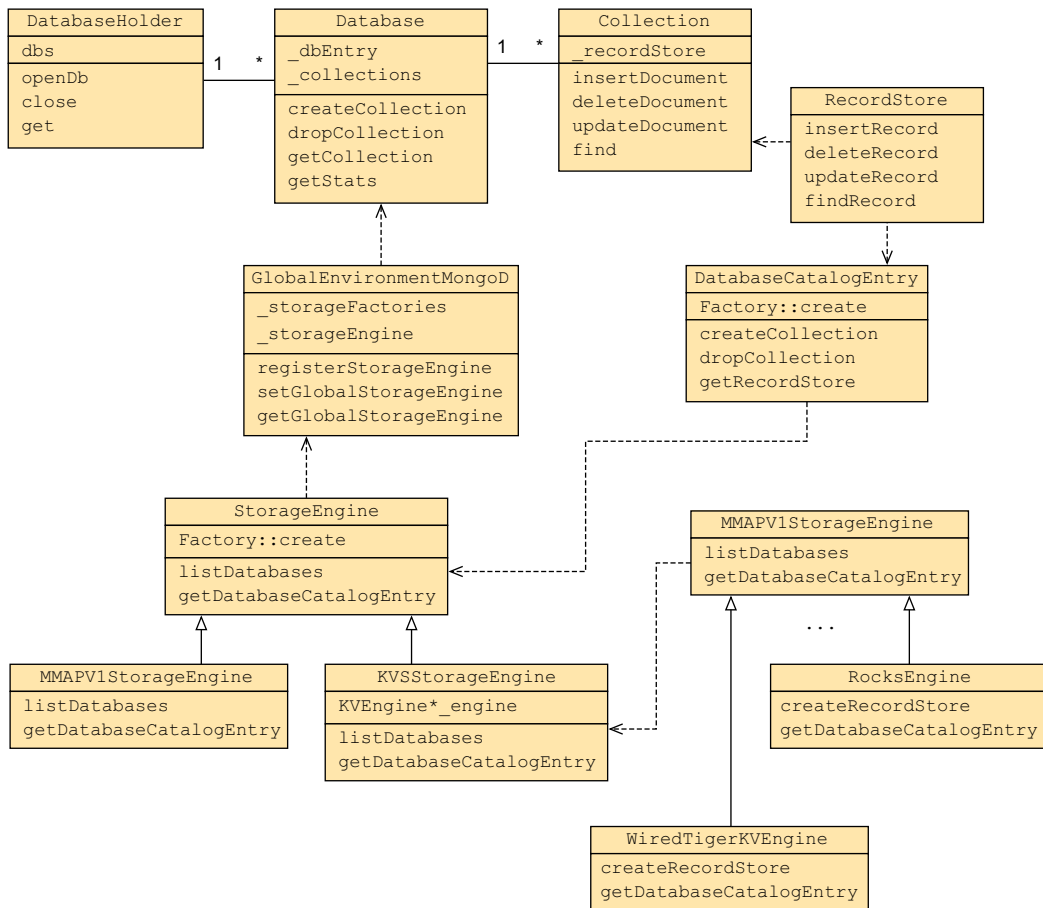 DatabaseHolder
dbs
openDb
close
get
1
*
Database
_dbEntry
_collections
createCollection
dropCollection
getCollection
getStats
1
*
Collection
_recordStore
insertDocument
deleteDocument
updateDocument
find
RecordStore
insertRecord
deleteRecord
updateRecord
findRecord
GlobalEnvironmentMongoD
_storageFactories
_storageEngine
registerStorageEngine
setGlobalStorageEngine
getGlobalStorageEngine
DatabaseCatalogEntry
Factory::create
createCollection
dropCollection
getRecordStore
StorageEngine
Factory::create
listDatabases
getDatabaseCatalogEntry
MMAPV1StorageEngine
listDatabases
getDatabaseCatalogEntry
...
MMAPV1StorageEngine
listDatabases
getDatabaseCatalogEntry
KVSStorageEngine
KVEngine*_engine
listDatabases
getDatabaseCatalogEntry
RocksEngine
createRecordStore
getDatabaseCatalogEntry
WiredTigerKVEngine
createRecordStore
getDatabaseCatalogEntry